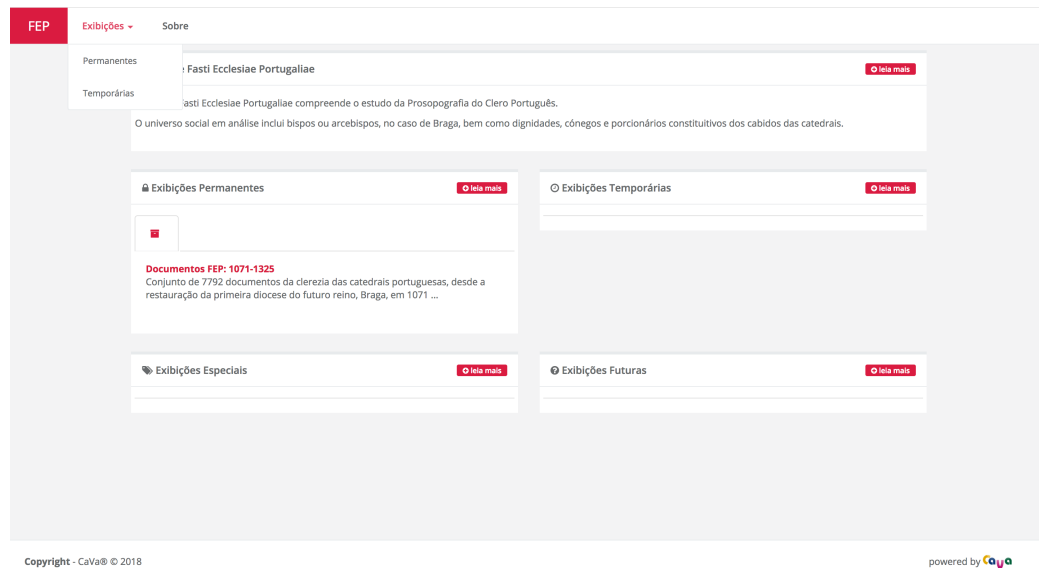 FEP Exibições Sobre
Permanentes
Temporárias
Fasti Ecclesiae Portugaliae
leia mais
Fasti Ecclesiae Portugaliae compreende o estudo da Prosopografia do Clero Português.
O universo social em análise inclui bispos ou arcebispos, no caso de Braga, bem como dignidades, cónegos e porcionários constitutivos dos cabidos das catedrais.
Exibições Permanentes
leia mais
Documentos FEP: 1071-1325
Conjunto de 7792 documentos da clerezia das catedrais portuguesas, desde a
restauração da primeira diocese do futuro reino, Braga, em 1071 ...
Exibições Temporárias
leia mais
Exibições Especiais
leia mais
Exibições Futuras
leia mais
Copyright - CaVa® © 2018
powered by Cava